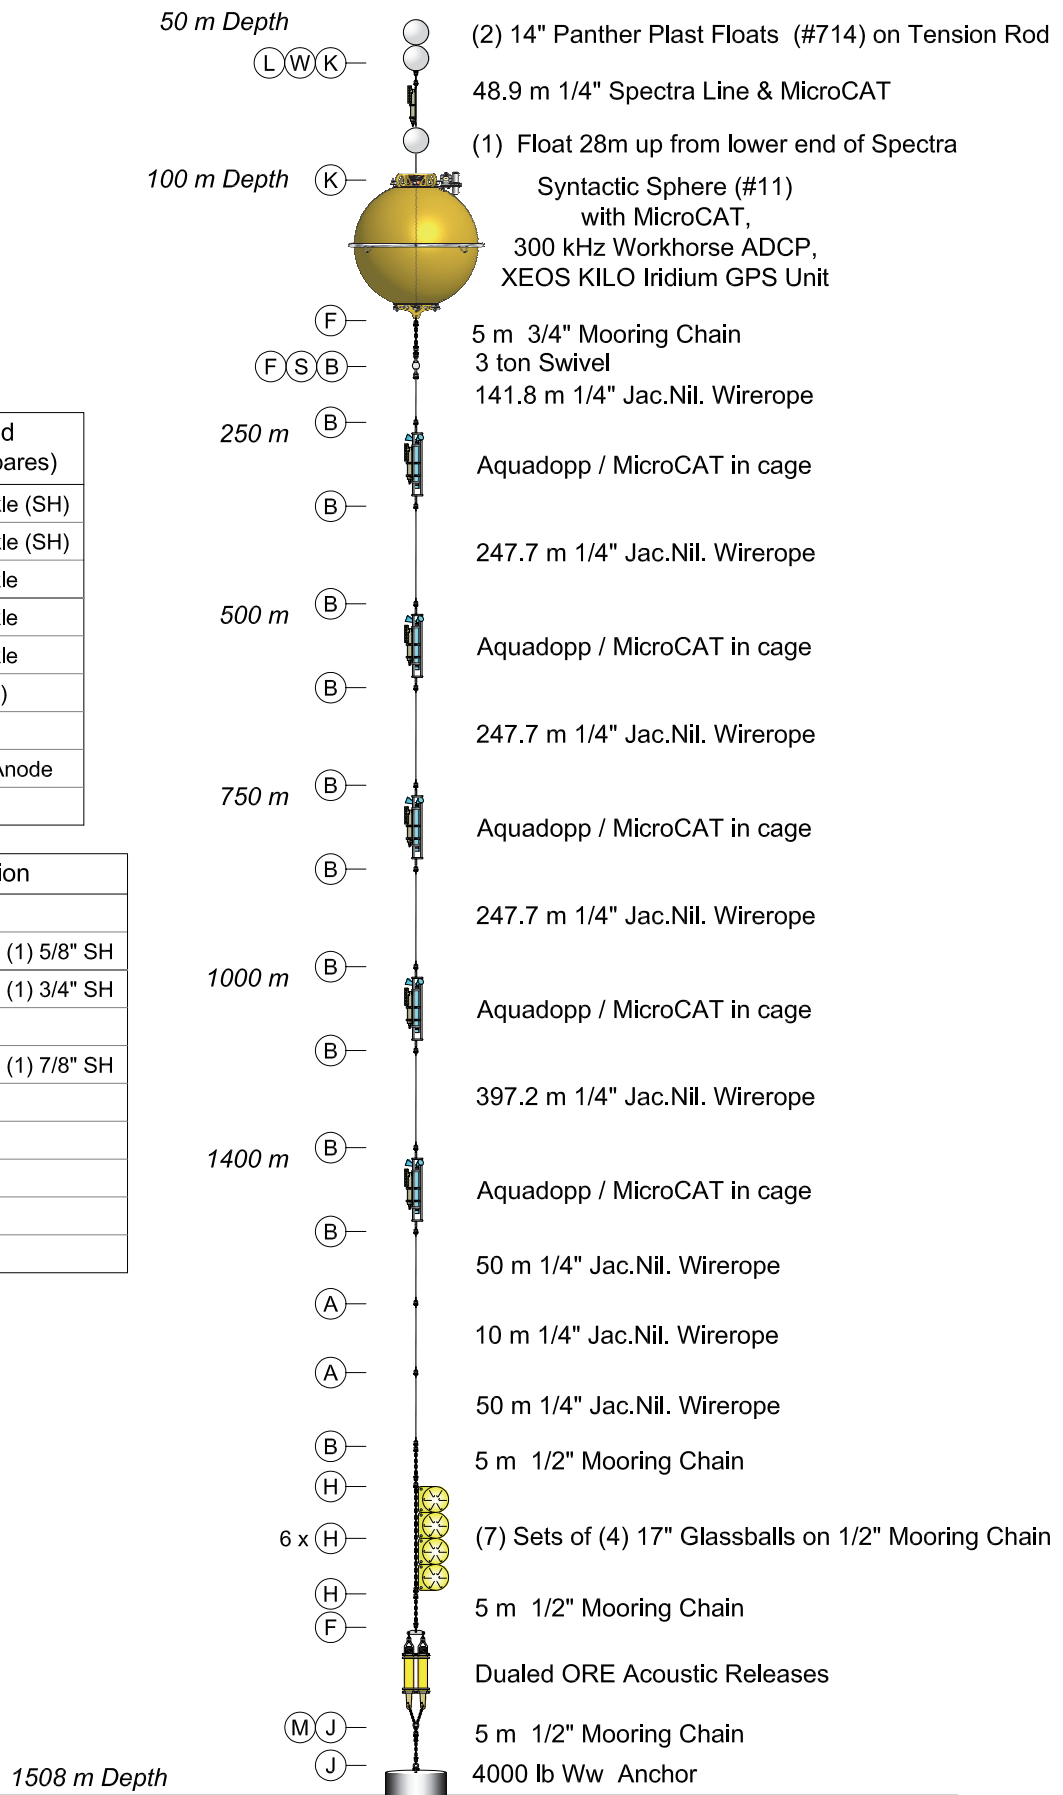 50 m Depth
(2) 14" Panther Plast Floats (#714) on Tension Rod
L W K
48.9 m 1/4" Spectra Line & MicroCAT
(1) Float 28m up from lower end of Spectra
100 m Depth K
Syntactic Sphere (#11)
with MicroCAT,
300 kHz Workhorse ADCP,
XEOS KILO Iridium GPS Unit
F
5 m 3/4" Mooring Chain
F S B
3 ton Swivel
141.8 m 1/4" Jac.Nil. Wirerope
250 m B
Aquadopp / MicroCAT in cage
B
247.7 m 1/4" Jac.Nil. Wirerope
500 m B
Aquadopp / MicroCAT in cage
B
247.7 m 1/4" Jac.Nil. Wirerope
750 m B
Aquadopp / MicroCAT in cage
B
247.7 m 1/4" Jac.Nil. Wirerope
1000 m B
Aquadopp / MicroCAT in cage
B
397.2 m 1/4" Jac.Nil. Wirerope
1400 m B
Aquadopp / MicroCAT in cage
B
50 m 1/4" Jac.Nil. Wirerope
A
10 m 1/4" Jac.Nil. Wirerope
A
50 m 1/4" Jac.Nil. Wirerope
B
5 m 1/2" Mooring Chain
H
6 x H
(7) Sets of (4) 17" Glassballs on 1/2" Mooring Chain
H
5 m 1/2" Mooring Chain
F
Dualed ORE Acoustic Releases
M J
5 m 1/2" Mooring Chain
J
4000 lb Ww Anchor
1508 m Depth
d
pares)
le (SH)
le (SH)
le
le
le
)
Anode
ion
(1) 5/8" SH
(1) 3/4" SH
(1) 7/8" SH